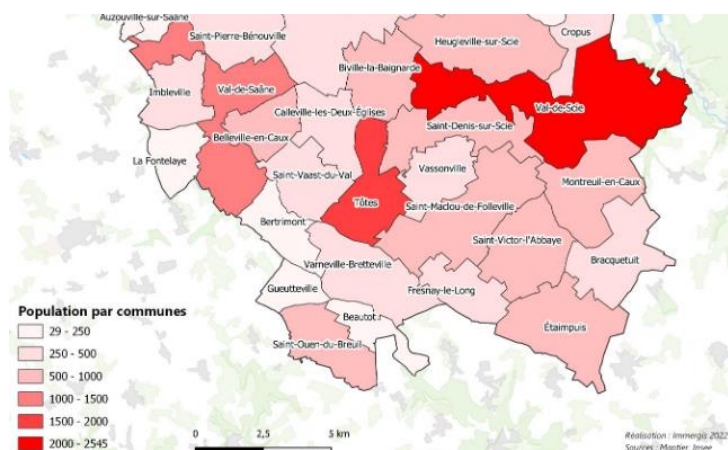 Auzouville-sur-Saâne
Saint-Pierre-Bénouville
Heugleville-sur-Scie
Cropus
Biville-la-Baignarde
Imbleville
Val-de-Saâne
Val-de-Scie
Calleville-les-Deux-Églises
Saint-Denis-sur-Scie
Belleville-en-Caux
La Fontelaye
Vassonville
Saint-Vaast-du-Val
Montreuil-en-Caux
Tôtes
Saint-Maclou-de-Folleville
Bertrimont
Saint-Victor-l'Abbaye
Varneville-Bretteville
Bracquetuit
Gueutteville
Fresnay-le-Long
Beautot
Étaimpuis
Saint-Ouen-du-Breuil
Population par communes
29 - 250
250 - 500
500 - 1000
1000 - 1500
1500 - 2000
2000 - 2545
0 2,5 5 km
Réalisation : Immergis 2022
Sources : Mantier, Insee